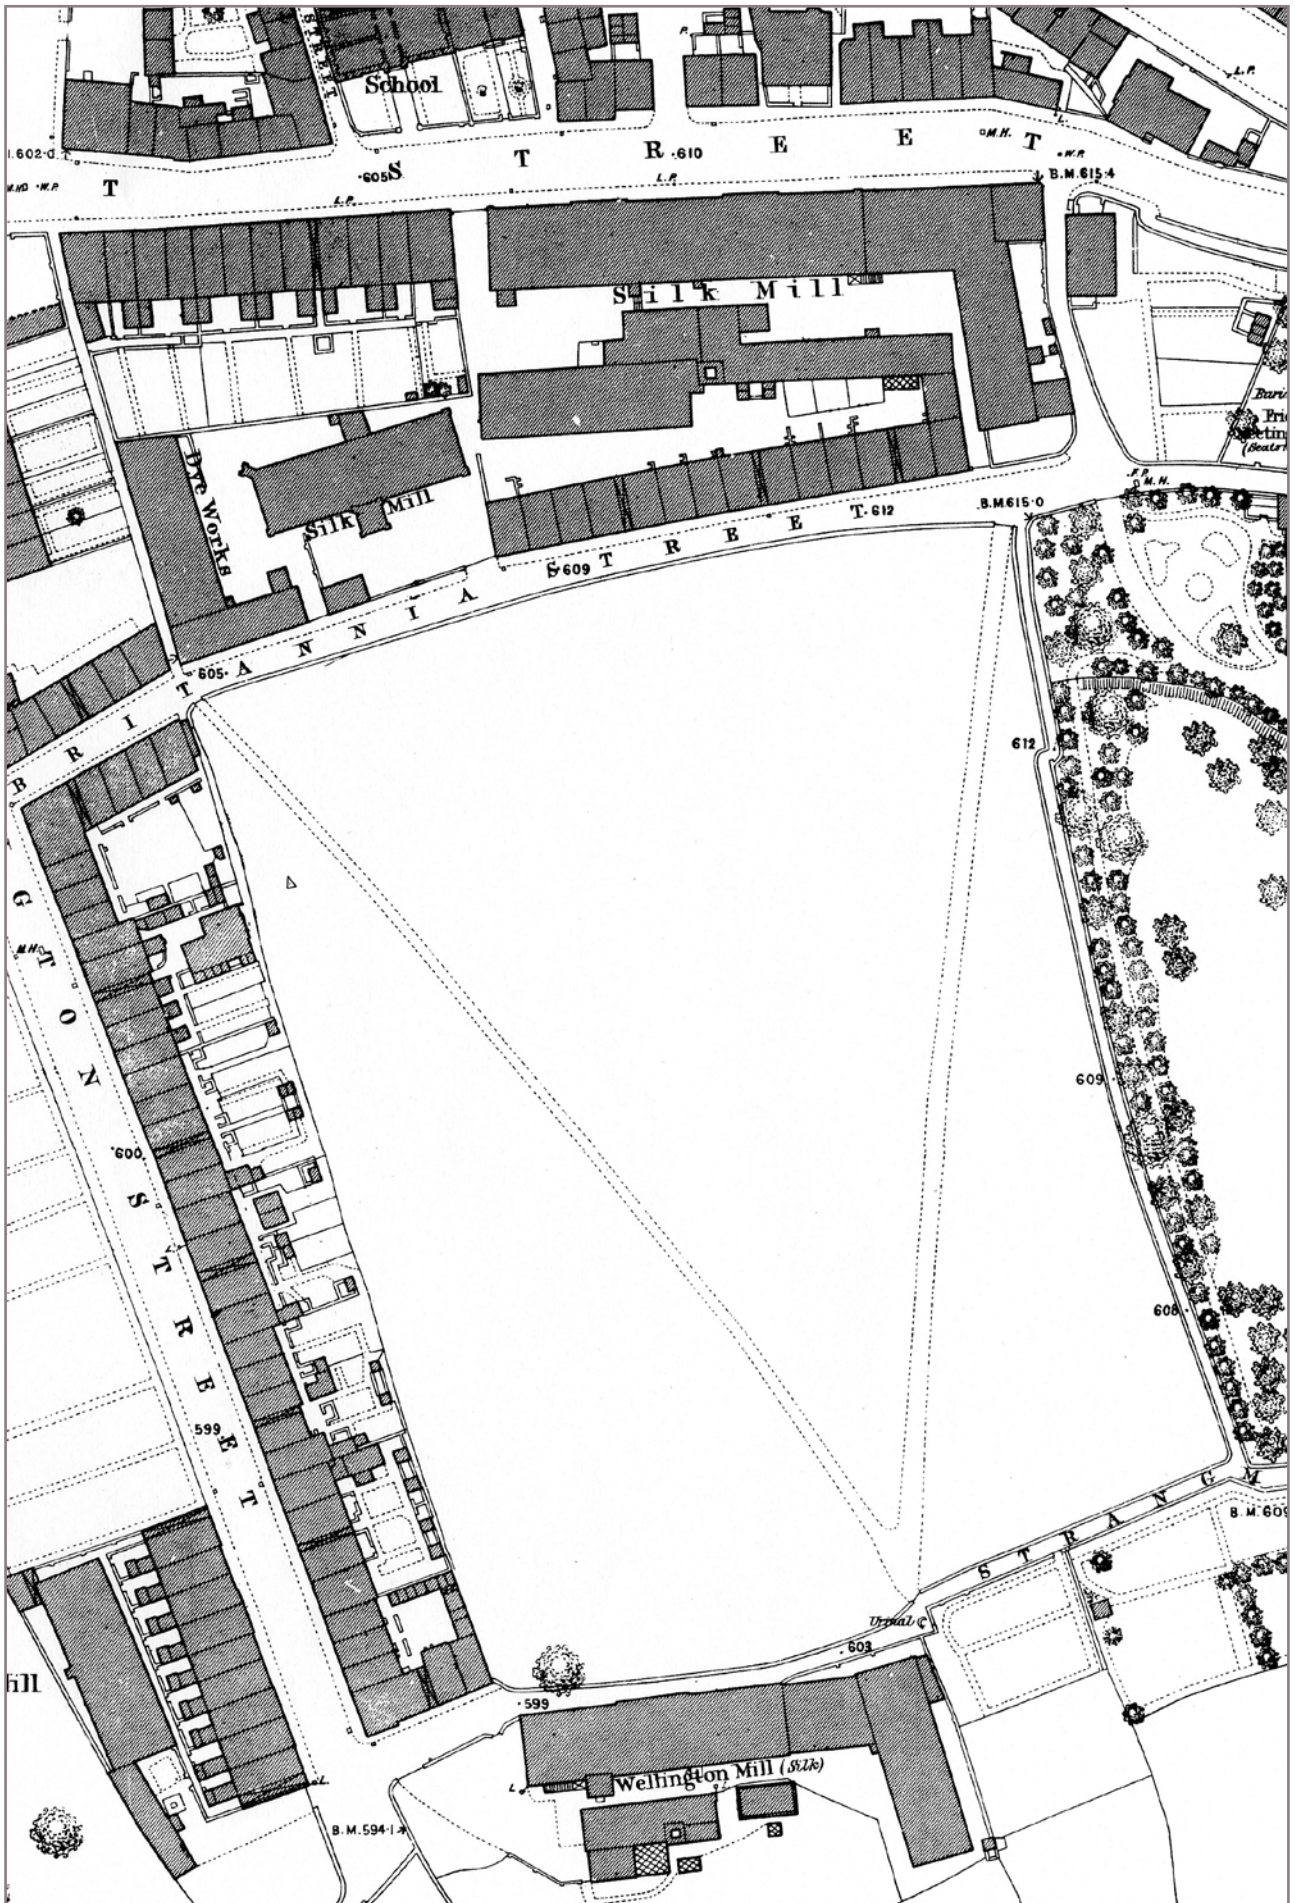 STREET
School
L.P.
P.
M.H.
L.
W.P.
.602.0
605
STREET
.610
T
M.H.
W.P.
L.P.
L.P.
B.M.615.4
Silk Mill
Dye Works
Silk Mill
F.P.
M.H.
B.M.615.0
612
609
605
BRITANNIA STREET
612
GTON STREET
M.H.
609
600
608
599
STRANGM
B.M.609
Urinal
603
ill
599
Wellington Mill (Silk)
L.
L.
B.M.594.1